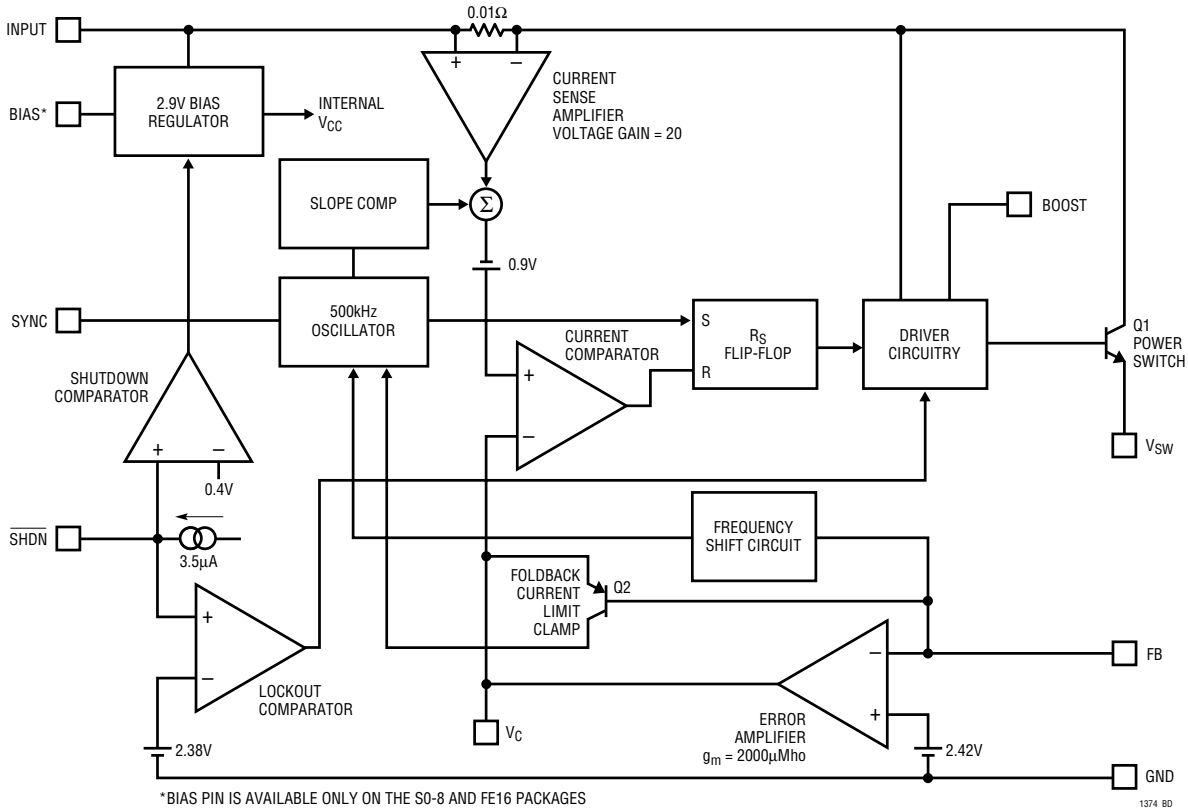 INPUT
0.01Ω
+
–
CURRENT
SENSE
AMPLIFIER
VOLTAGE GAIN = 20
BIAS*
2.9V BIAS
REGULATOR
INTERNAL
VCC
SLOPE COMP
Σ
BOOST
0.9V
SYNC
500kHz
OSCILLATOR
CURRENT
COMPARATOR
+
–
S
R
RS
FLIP-FLOP
DRIVER
CIRCUITRY
Q1
POWER
SWITCH
SHUTDOWN
COMPARATOR
+
–
0.4V
VSW
SHDN
3.5µA
FREQUENCY
SHIFT CIRCUIT
FOLDBACK
CURRENT
LIMIT
CLAMP
Q2
+
–
LOCKOUT
COMPARATOR
–
+
FB
ERROR
AMPLIFIER
gm = 2000µMho
VC
2.38V
2.42V
GND
*BIAS PIN IS AVAILABLE ONLY ON THE S0-8 AND FE16 PACKAGES
1374 BD